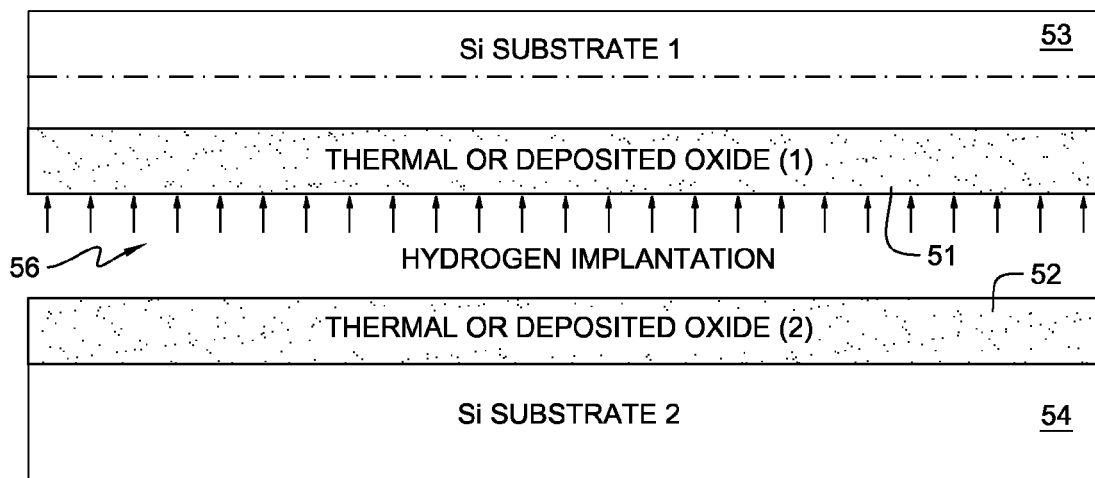 53
Si SUBSTRATE 1
THERMAL OR DEPOSITED OXIDE (1)
56
HYDROGEN IMPLANTATION
51
52
THERMAL OR DEPOSITED OXIDE (2)
Si SUBSTRATE 2
54